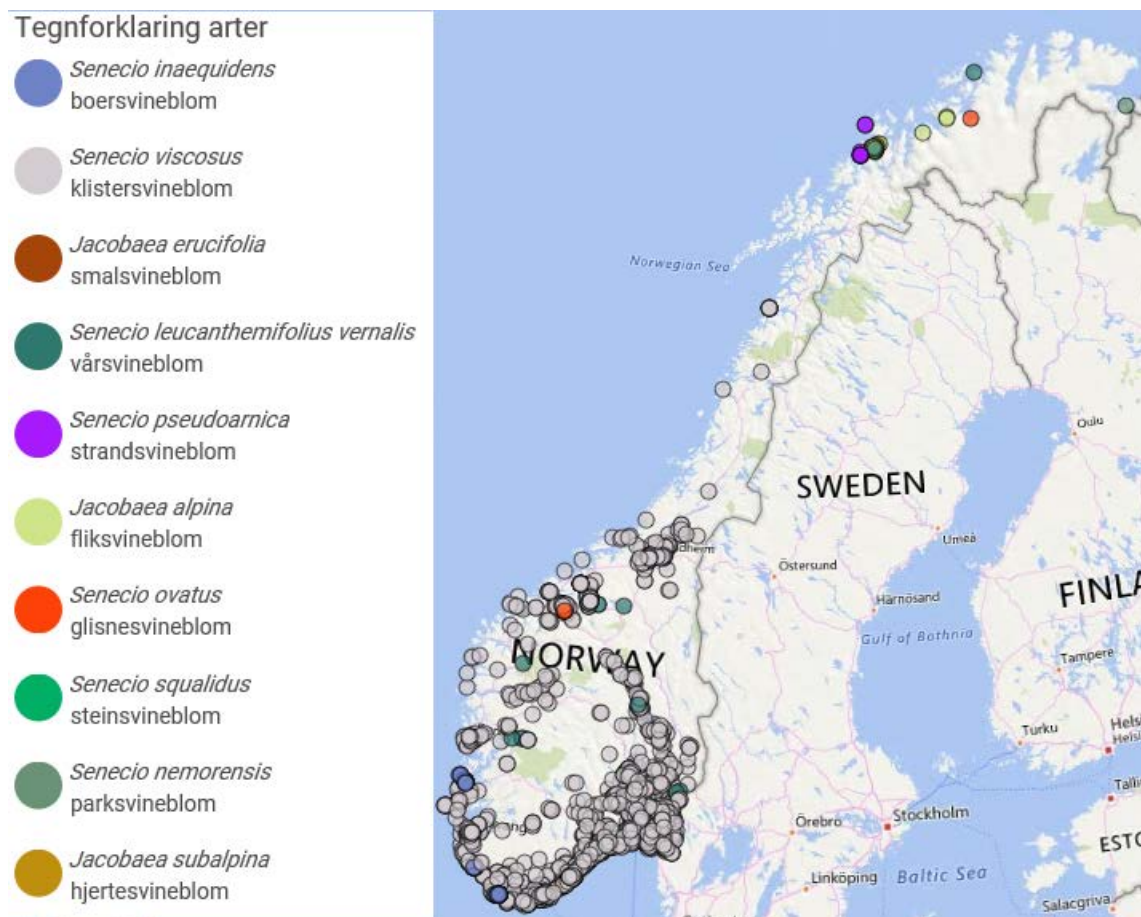 Tegnforklaring arter
Senecio inaequidens
boersvineblom
Senecio viscosus
klistersvineblom
Jacobaea erucifolia
smalsvineblom
Senecio leucanthemifolius vernalis
vårsvineblom
Senecio pseudoarnica
strandsvineblom
Jacobaea alpina
fliksvineblom
Senecio ovatus
glisnesvineblom
Senecio squalidus
steinsvineblom
Senecio nemorensis
parksvineblom
Jacobaea subalpina
hjertesvineblom
Norwegian Sea
Oulu
SWEDEN
Umeå
Östersund
FINLA
Härnösand
Gulf of Bothnia
NORWAY
Tampere
Turku
Hels
Helsi
Talli
Stockholm
Örebro
ESTO
Linköping
Baltic Sea
Salacgriva